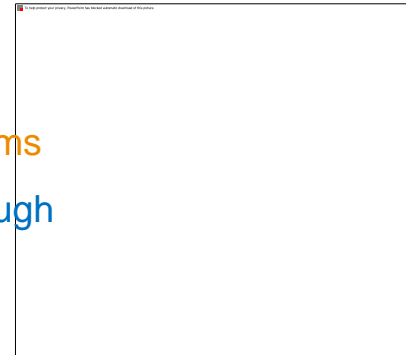 To help protect your privacy, PowerPoint has blocked automatic download of this picture.
ms
ugh